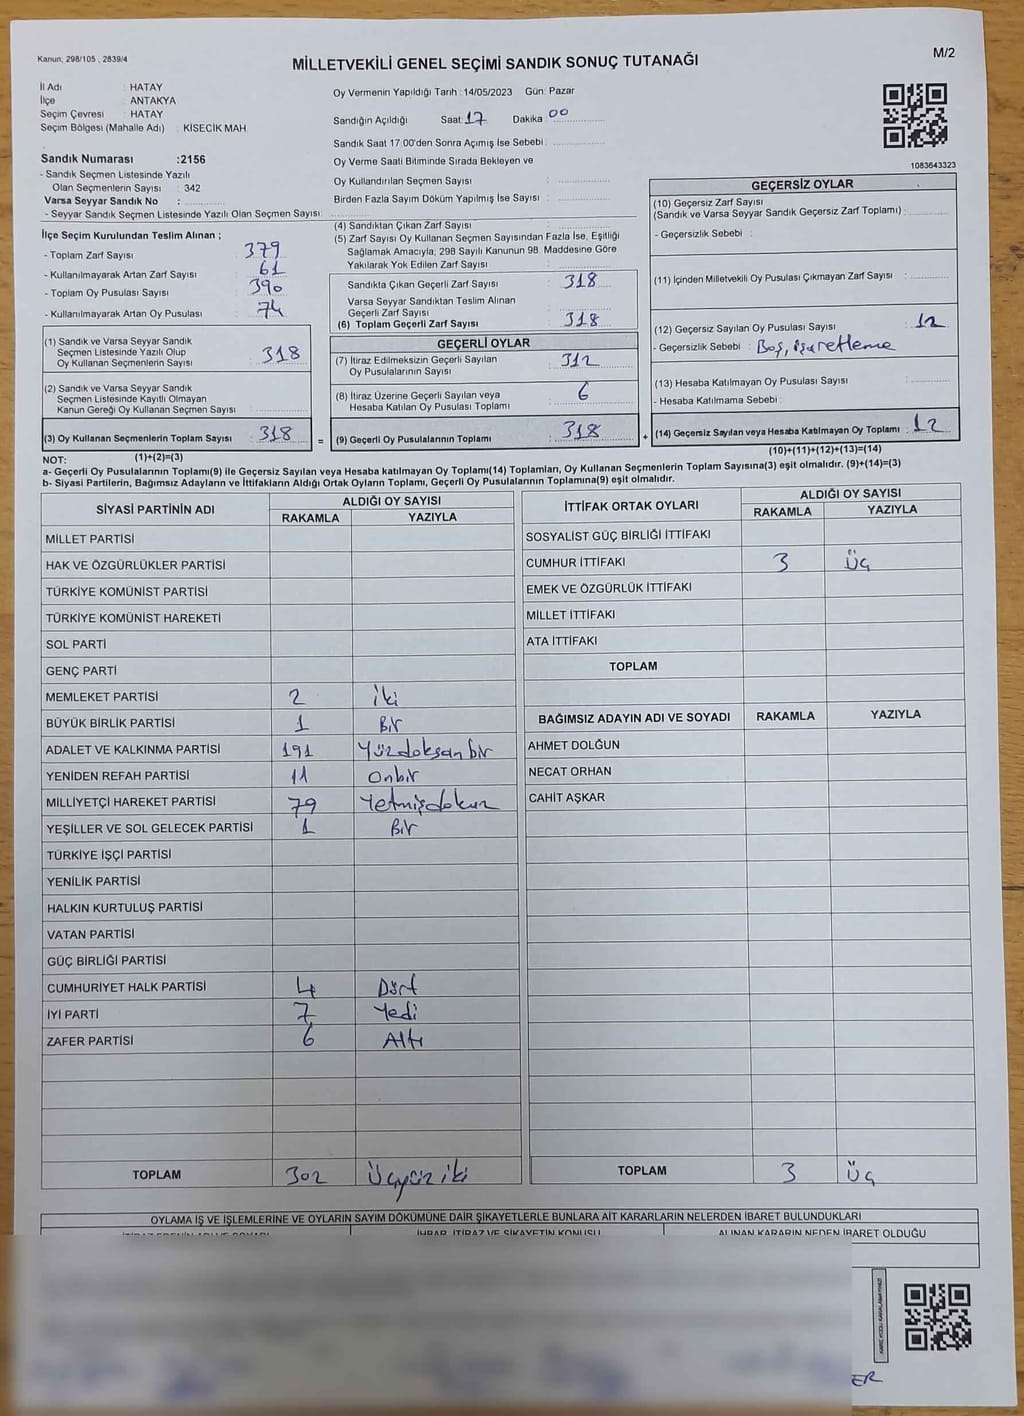 Kanun: 298/105 , 2839/4
MİLLETVEKİLİ GENEL SEÇİMİ SANDIK SONUÇ TUTANAĞI
M/2
İl Adı : HATAY
İlçe : ANTAKYA
Seçim Çevresi : HATAY
Seçim Bölgesi (Mahalle Adı) : KİSECİK MAH.
Sandık Numarası :2156
- Sandık Seçmen Listesinde Yazılı
Olan Seçmenlerin Sayısı : 342
Varsa Seyyar Sandık No :
- Seyyar Sandık Seçmen Listesinde Yazılı Olan Seçmen Sayısı:
Oy Vermenin Yapıldığı Tarih : 14/05/2023 Gün: Pazar
Sandığın Açıldığı Saat: 17 Dakika : 00
Sandık Saat 17.00'den Sonra Açımış İse Sebebi :
Oy Verme Saati Bitiminde Sırada Bekleyen ve
Oy Kullandırılan Seçmen Sayısı :
Birden Fazla Sayım Döküm Yapılmış İse Sayısı :
1083643323
İlçe Seçim Kurulundan Teslim Alınan ;
- Toplam Zarf Sayısı : 379
- Kullanılmayarak Artan Zarf Sayısı : 61
- Toplam Oy Pusulası Sayısı : 390
- Kullanılmayarak Artan Oy Pusulası : 74
(1) Sandık ve Varsa Seyyar Sandık
Seçmen Listesinde Yazılı Olup
Oy Kullanan Seçmenlerin Sayısı : 318
(2) Sandık ve Varsa Seyyar Sandık
Seçmen Listesinde Kayıtlı Olmayan
Kanun Gereği Oy Kullanan Seçmen Sayısı :
(3) Oy Kullanan Seçmenlerin Toplam Sayısı : 318
(1)+(2)=(3)
(4) Sandıktan Çıkan Zarf Sayısı :
(5) Zarf Sayısı Oy Kullanan Seçmen Sayısından Fazla İse, Eşitliği
Sağlamak Amacıyla, 298 Sayılı Kanunun 98. Maddesine Göre
Yakılarak Yok Edilen Zarf Sayısı :
Sandıkta Çıkan Geçerli Zarf Sayısı : 318
Varsa Seyyar Sandıktan Teslim Alınan
Geçerli Zarf Sayısı :
(6) Toplam Geçerli Zarf Sayısı : 318
GEÇERLİ OYLAR
(7) İtiraz Edilmeksizin Geçerli Sayılan
Oy Pusulalarının Sayısı : 312
(8) İtiraz Üzerine Geçerli Sayılan veya
Hesaba Katılan Oy Pusulası Toplamı : 6
= (9) Geçerli Oy Pusulalarının Toplamı : 318
GEÇERSİZ OYLAR
(10) Geçersiz Zarf Sayısı
(Sandık ve Varsa Seyyar Sandık Geçersiz Zarf Toplamı) :
- Geçersizlik Sebebi :
(11) İçinden Milletvekili Oy Pusulası Çıkmayan Zarf Sayısı :
(12) Geçersiz Sayılan Oy Pusulası Sayısı : 12
- Geçersizlik Sebebi : Boş, işaretleme
(13) Hesaba Katılmayan Oy Pusulası Sayısı :
- Hesaba Katılmama Sebebi :
+ (14) Geçersiz Sayılan veya Hesaba Katılmayan Oy Toplamı : 12
(10)+(11)+(12)+(13)=(14)
NOT:
a- Geçerli Oy Pusulalarının Toplamı(9) ile Geçersiz Sayılan veya Hesaba katılmayan Oy Toplamı(14) Toplamları, Oy Kullanan Seçmenlerin Toplam Sayısına(3) eşit olmalıdır. (9)+(14)=(3)
b- Siyasi Partilerin, Bağımsız Adayların ve İttifakların Aldığı Ortak Oyların Toplamı, Geçerli Oy Pusulalarının Toplamına(9) eşit olmalıdır.
SİYASİ PARTİNİN ADI ALDIĞI OY SAYISI
RAKAMLA YAZIYLA
MİLLET PARTİSİ
HAK VE ÖZGÜRLÜKLER PARTİSİ
TÜRKİYE KOMÜNİST PARTİSİ
TÜRKİYE KOMÜNİST HAREKETİ
SOL PARTİ
GENÇ PARTİ
MEMLEKET PARTİSİ 2 iki
BÜYÜK BİRLİK PARTİSİ 1 Bir
ADALET VE KALKINMA PARTİSİ 191 Yüzdoksan bir
YENİDEN REFAH PARTİSİ 11 Onbir
MİLLİYETÇİ HAREKET PARTİSİ 79 Yetmişdokuz
YEŞİLLER VE SOL GELECEK PARTİSİ 1 Bir
TÜRKİYE İŞÇİ PARTİSİ
YENİLİK PARTİSİ
HALKIN KURTULUŞ PARTİSİ
VATAN PARTİSİ
GÜÇ BİRLİĞİ PARTİSİ
CUMHURİYET HALK PARTİSİ 4 Dört
İYİ PARTİ 7 Yedi
ZAFER PARTİSİ 6 Altı
TOPLAM 302 Üçyüz iki
İTTİFAK ORTAK OYLARI ALDIĞI OY SAYISI
RAKAMLA YAZIYLA
SOSYALİST GÜÇ BİRLİĞİ İTTİFAKI
CUMHUR İTTİFAKI 3 Üç
EMEK VE ÖZGÜRLÜK İTTİFAKI
MİLLET İTTİFAKI
ATA İTTİFAKI
TOPLAM
BAĞIMSIZ ADAYIN ADI VE SOYADI RAKAMLA YAZIYLA
AHMET DOLĞUN
NECAT ORHAN
CAHİT AŞKAR
TOPLAM 3 Üç
OYLAMA İŞ VE İŞLEMLERİNE VE OYLARIN SAYIM DÖKÜMÜNE DAİR ŞİKAYETLERLE BUNLARA AİT KARARLARIN NELERDEN İBARET BULUNDUKLARI
İHBAR, İTİRAZ VE ŞİKAYETİN KONUSU ALINAN KARARIN NEDEN İBARET OLDUĞU
KARE KODU KARALAMAYINIZ!
ER